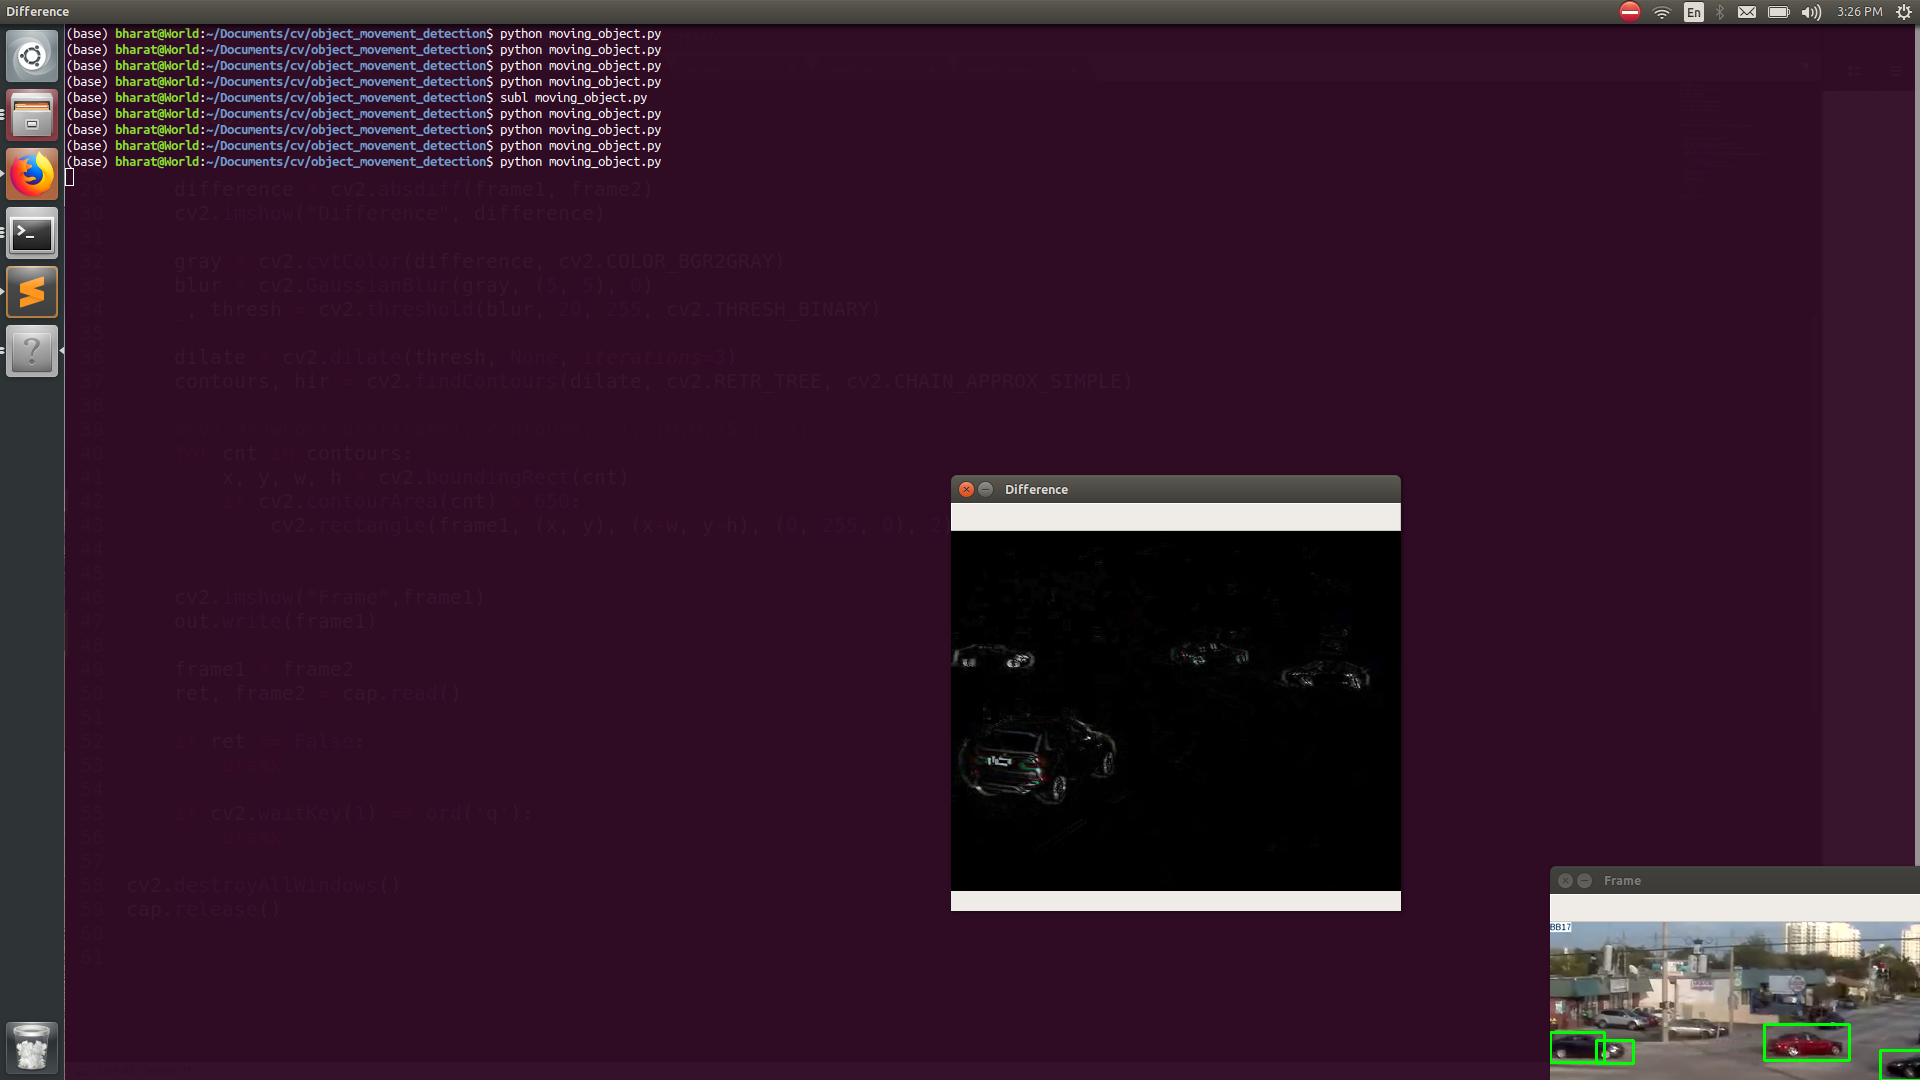 Difference
En
3:26 PM
(base) bharat@World:~/Documents/cv/object_movement_detection$ python moving_object.py
(base) bharat@World:~/Documents/cv/object_movement_detection$ python moving_object.py
(base) bharat@World:~/Documents/cv/object_movement_detection$ python moving_object.py
(base) bharat@World:~/Documents/cv/object_movement_detection$ python moving_object.py
(base) bharat@World:~/Documents/cv/object_movement_detection$ subl moving_object.py
(base) bharat@World:~/Documents/cv/object_movement_detection$ python moving_object.py
(base) bharat@World:~/Documents/cv/object_movement_detection$ python moving_object.py
(base) bharat@World:~/Documents/cv/object_movement_detection$ python moving_object.py
(base) bharat@World:~/Documents/cv/object_movement_detection$ python moving_object.py
29 difference = cv2.absdiff(frame1, frame2)
30 cv2.imshow("Difference", difference)
31
32 gray = cv2.cvtColor(difference, cv2.COLOR_BGR2GRAY)
33 blur = cv2.GaussianBlur(gray, (5, 5), 0)
34 _, thresh = cv2.threshold(blur, 20, 255, cv2.THRESH_BINARY)
35
36 dilate = cv2.dilate(thresh, None, iterations=3)
37 contours, hir = cv2.findContours(dilate, cv2.RETR_TREE, cv2.CHAIN_APPROX_SIMPLE)
38
39
40 for cnt in contours:
41 x, y, w, h = cv2.boundingRect(cnt)
42 if cv2.contourArea(cnt) > 650:
43 cv2.rectangle(frame1, (x, y), (x+w, y+h), (0, 255, 0), 2)
44
45
46 cv2.imshow("Frame",frame1)
47 out.write(frame1)
48
49 frame1 = frame2
50 ret, frame2 = cap.read()
51
52 if ret == False:
53 break
54
55 if cv2.waitKey(1) == ord('q'):
56 break
57
58 cv2.destroyAllWindows()
59 cap.release()
60
61
Difference
Frame
BB17